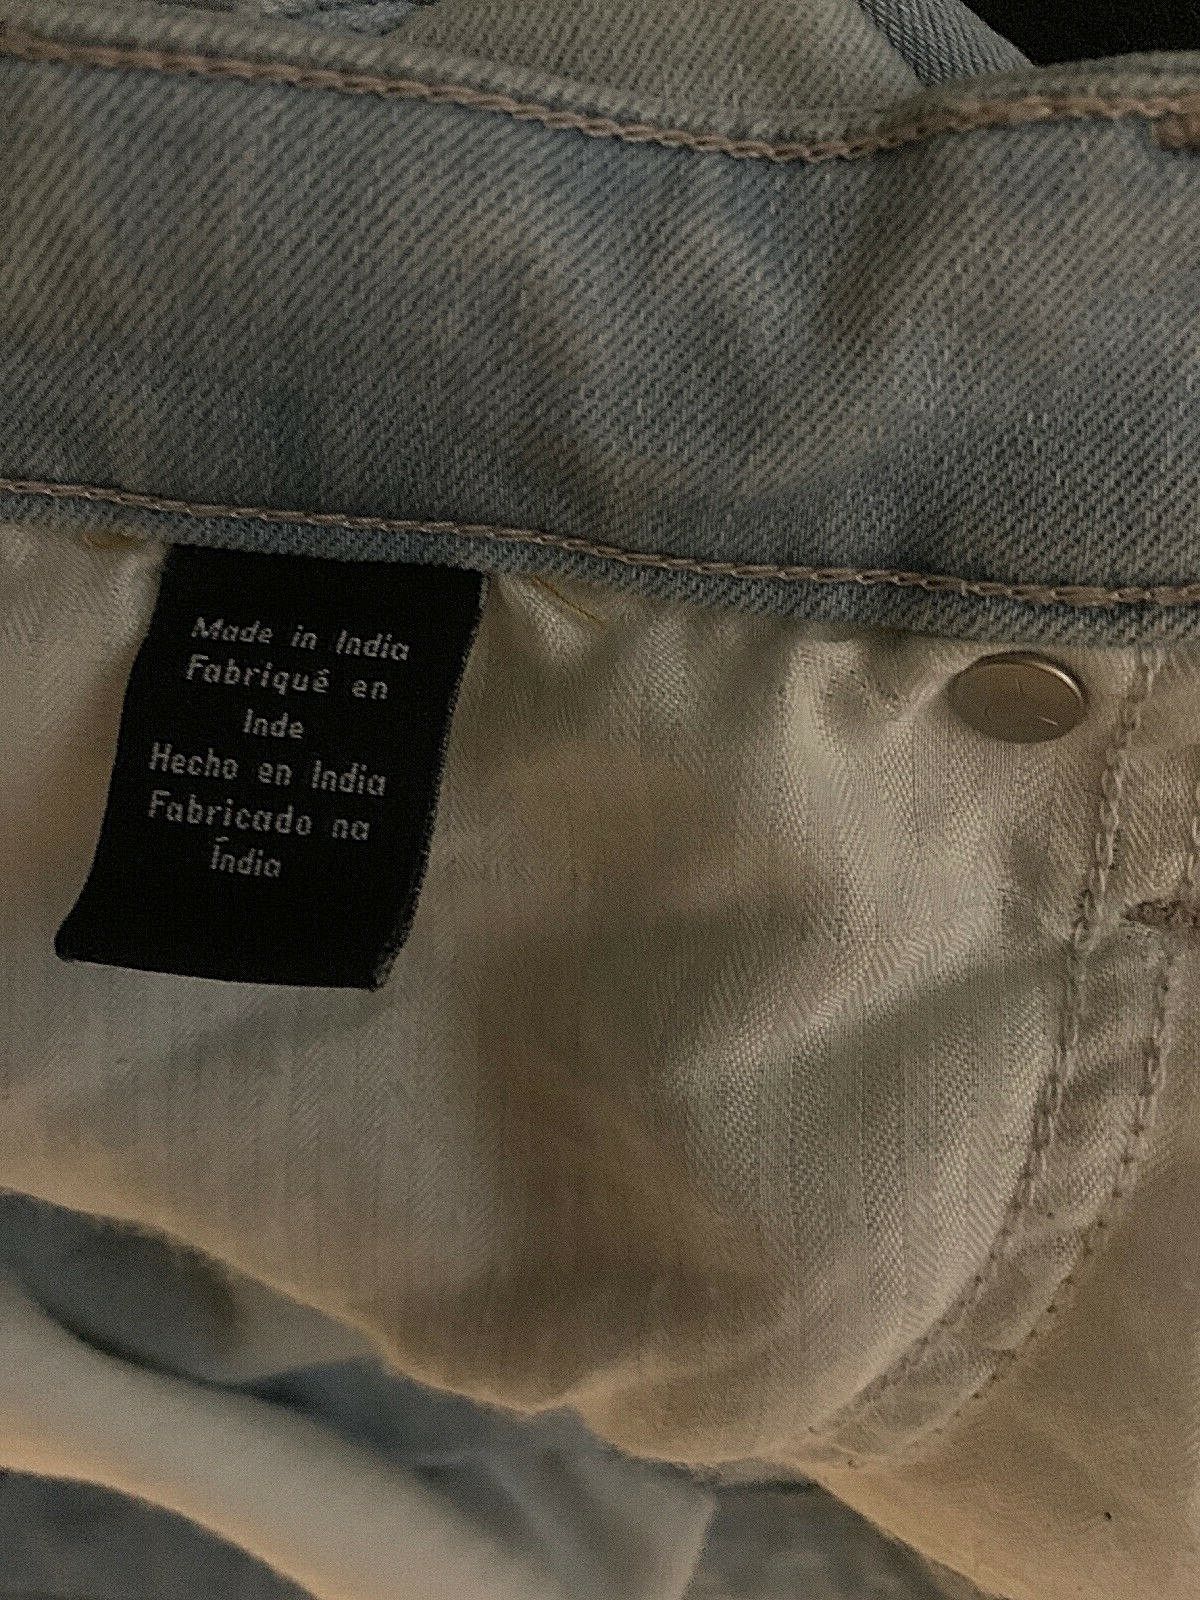 Made in India
Fabriqué en
Inde
Hecho en India
Fabricado na
Índia